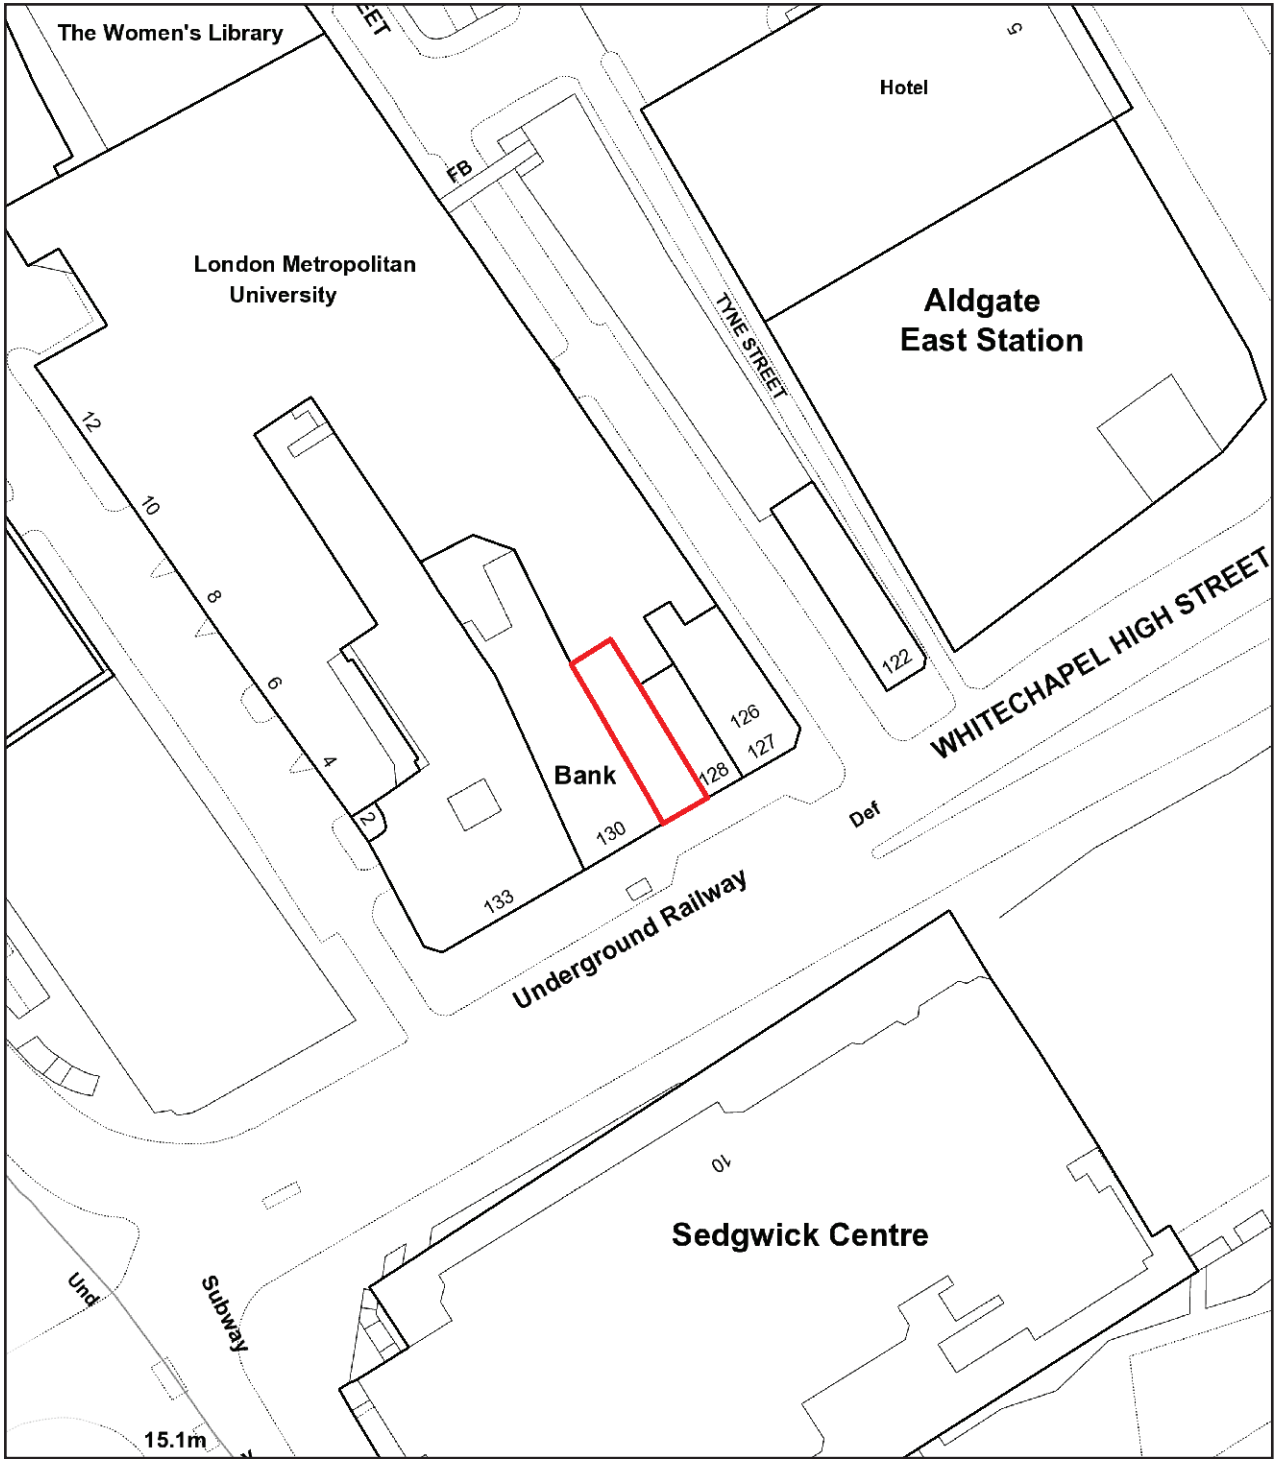 The Women's Library
EET
5
Hotel
FB
London Metropolitan
University
Aldgate
East Station
TYNE STREET
12
10
8
6
4
2
WHITECHAPEL HIGH STREET
122
126
127
128
Bank
130
133
Def
Underground Railway
10
Sedgwick Centre
Und
Subway
15.1m